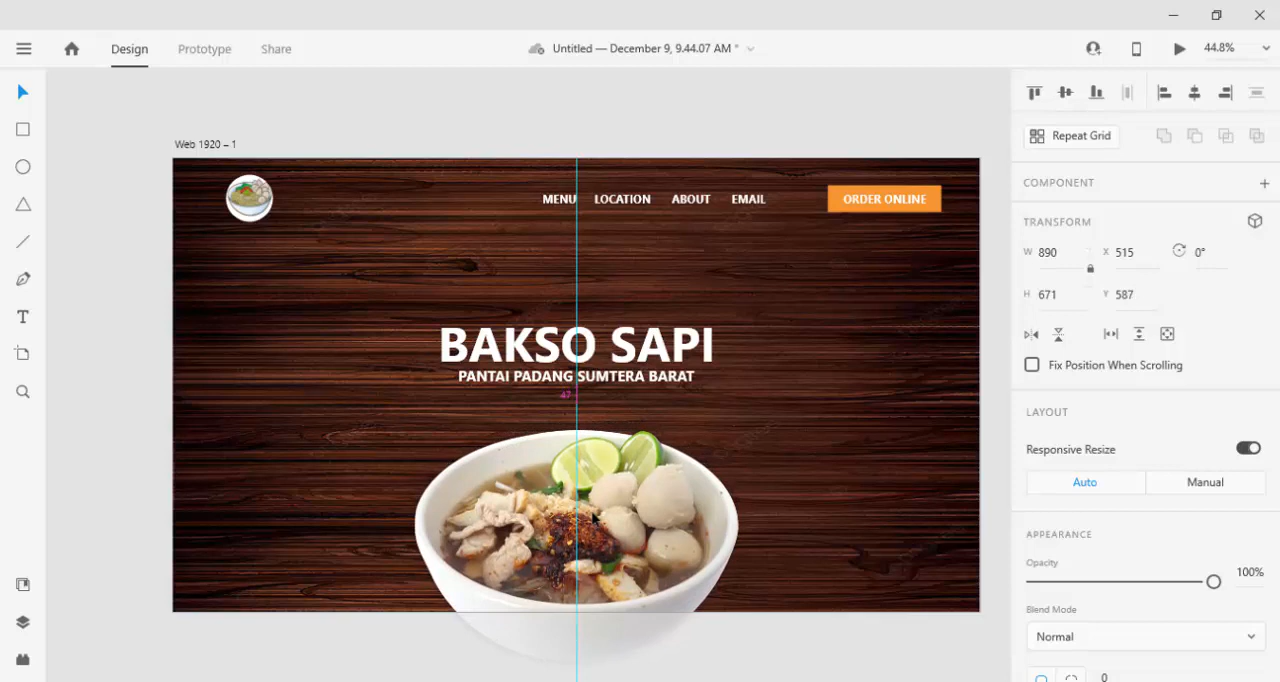 Design
Prototype
Share
Untitled — December 9, 9.44.07 AM *
44.8%
Repeat Grid
COMPONENT
TRANSFORM
W 890 X 515 0°
H 671 Y 587
Fix Position When Scrolling
LAYOUT
Responsive Resize
Auto
Manual
APPEARANCE
Opacity
100%
Blend Mode
Normal
0
Web 1920 – 1
MENU LOCATION ABOUT EMAIL ORDER ONLINE
BAKSO SAPI
PANTAI PADANG SUMTERA BARAT
47